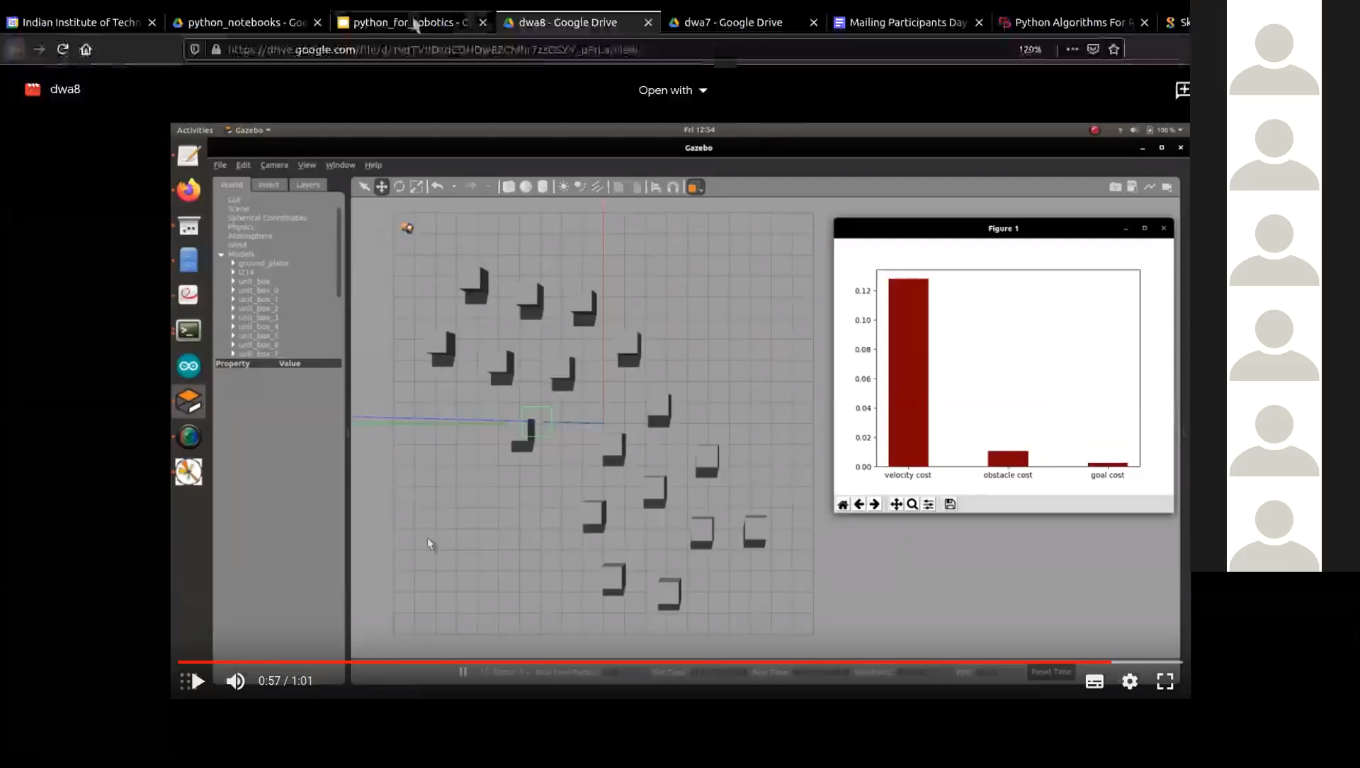 Indian Institute of Techn
python_notebooks - Goo
python_for_robotics - G
dwa8 - Google Drive
dwa7 - Google Drive
Mailing Participants Day
Python Algorithms For R
Sk
120%
dwa8
Open with
Activities
Gazebo
Fri 12:54
100 %
Gazebo
File Edit Camera View Window Help
World Insert Layers
GUI
Scene
Spherical Coordinates
Physics
Atmosphere
Wind
Models
ground_plane
unit_box
unit_box_0
unit_box_1
unit_box_2
unit_box_3
unit_box_4
unit_box_5
unit_box_6
unit_box_7
Property Value
Figure 1
0.12
0.10
0.08
0.06
0.04
0.02
0.00
velocity cost obstacle cost goal cost
Reset Time
0:57 / 1:01